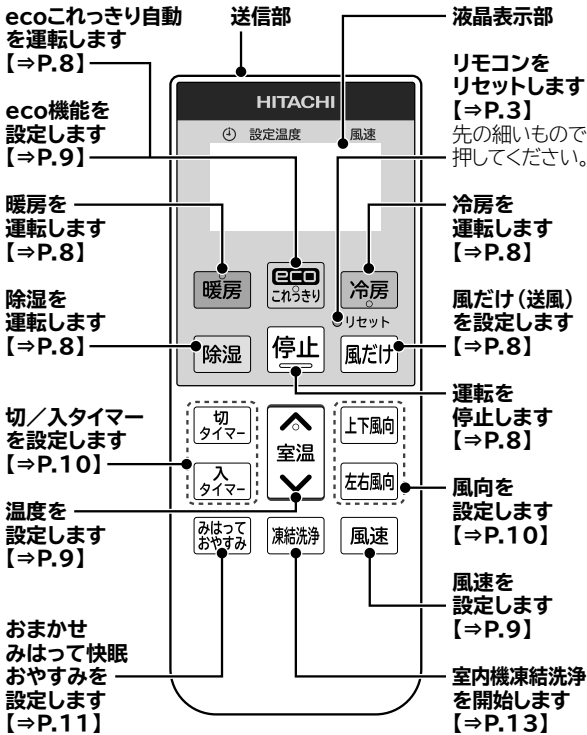 ecoこれっきり自動
を運転します
【⇒P.8】
eco機能を
設定します
【⇒P.9】
暖房を
運転します
【⇒P.8】
除湿を
運転します
【⇒P.8】
切／入タイマー
を設定します
【⇒P.10】
温度を
設定します
【⇒P.9】
おまかせ
みはって快眠
おやすみを
設定します
【⇒P.11】
送信部
HITACHI
設定温度 風速
暖房
eco
これっきり
冷房
リセット
除湿
停止
風だけ
切
タイマー
室温
上下風向
入
タイマー
左右風向
みはって
おやすみ
凍結洗浄
風速
液晶表示部
リモコンを
リセットします
【⇒P.3】
先の細いもので
押してください。
冷房を
運転します
【⇒P.8】
風だけ（送風）
を設定します
【⇒P.8】
運転を
停止します
【⇒P.8】
風向を
設定します
【⇒P.10】
風速を
設定します
【⇒P.9】
室内機凍結洗浄
を開始します
【⇒P.13】